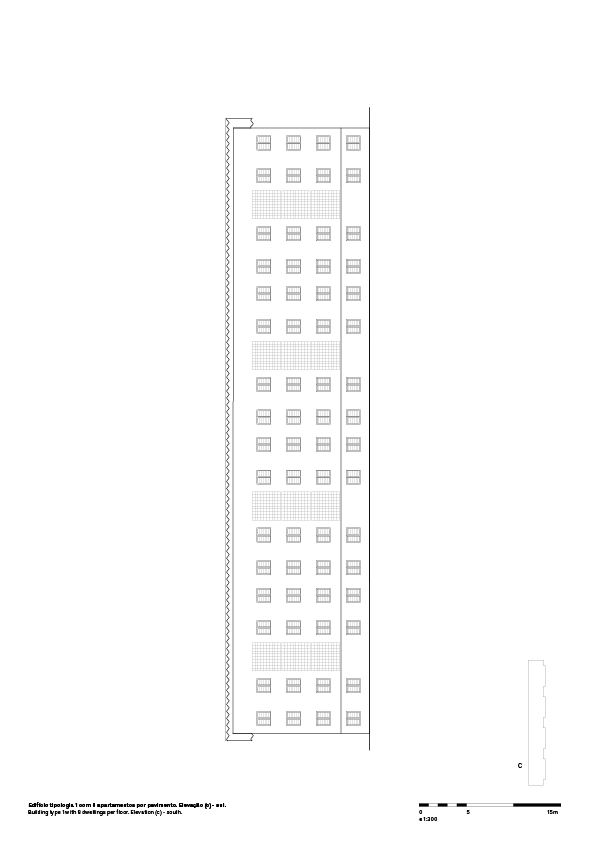 C
Edifício tipologia 1 com 8 apartamentos por pavimento. Elevação (b) - sul.
Building type 1 with 8 dwellings per floor. Elevation (c) - south.
0 5 15m
e 1:300